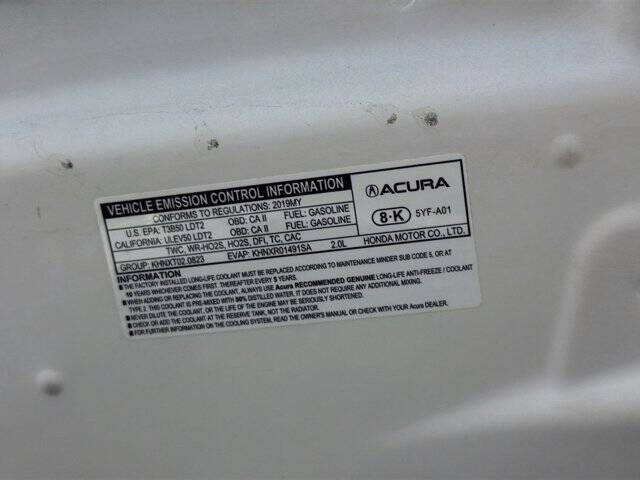 VEHICLE EMISSION CONTROL INFORMATION
CONFORMS TO REGULATIONS: 2019MY
U.S. EPA: T3B50 LDT2 OBD: CA II FUEL: GASOLINE
CALIFORNIA: ULEV50 LDT2 OBD: CA II FUEL: GASOLINE
TWC, WR-HO2S, HO2S, DFI, TC, CAC
GROUP: KHNXT02.0823 EVAP: KHNXR01491SA 2.0L
ACURA
8·K 5YF-A01
HONDA MOTOR CO., LTD.
INFORMATION
THE FACTORY INSTALLED LONG-LIFE COOLANT MUST BE REPLACED ACCORDING TO MAINTENANCE MINDER SUB CODE 5, OR AT
10 YEARS WHICHEVER COMES FIRST. THEREAFTER EVERY 5 YEARS.
WHEN ADDING OR REPLACING COOLANT, ALWAYS USE Acura RECOMMENDED GENUINE LONG-LIFE ANTI-FREEZE / COOLANT
TYPE 2. THIS COOLANT IS PRE-MIXED WITH 50% DISTILLED WATER. IT DOES NOT REQUIRE ADDITIONAL MIXING.
NEVER DILUTE THE COOLANT, OR THE LIFE OF THE ENGINE MAY BE SERIOUSLY SHORTENED.
CHECK OR ADD THE COOLANT AT THE RESERVE TANK, NOT THE RADIATOR.
FOR FURTHER INFORMATION ON THE COOLING SYSTEM, READ THE OWNER'S MANUAL OR CONTACT WITH YOUR Acura DEALER.